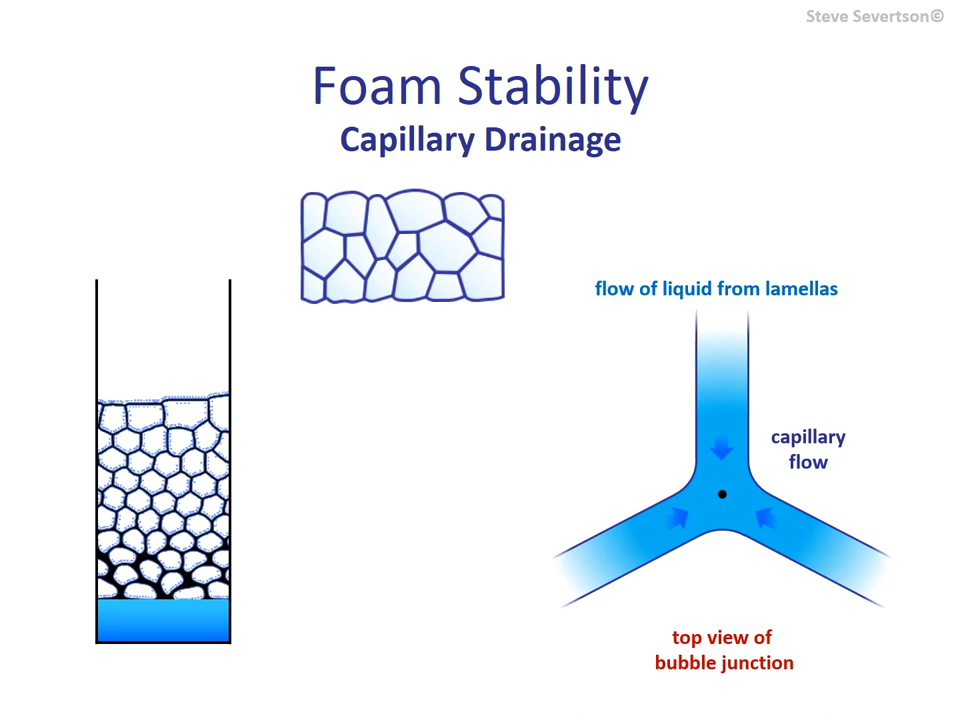 Steve Severtson©
Foam Stability
Capillary Drainage
flow of liquid from lamellas
capillary
flow
top view of
bubble junction